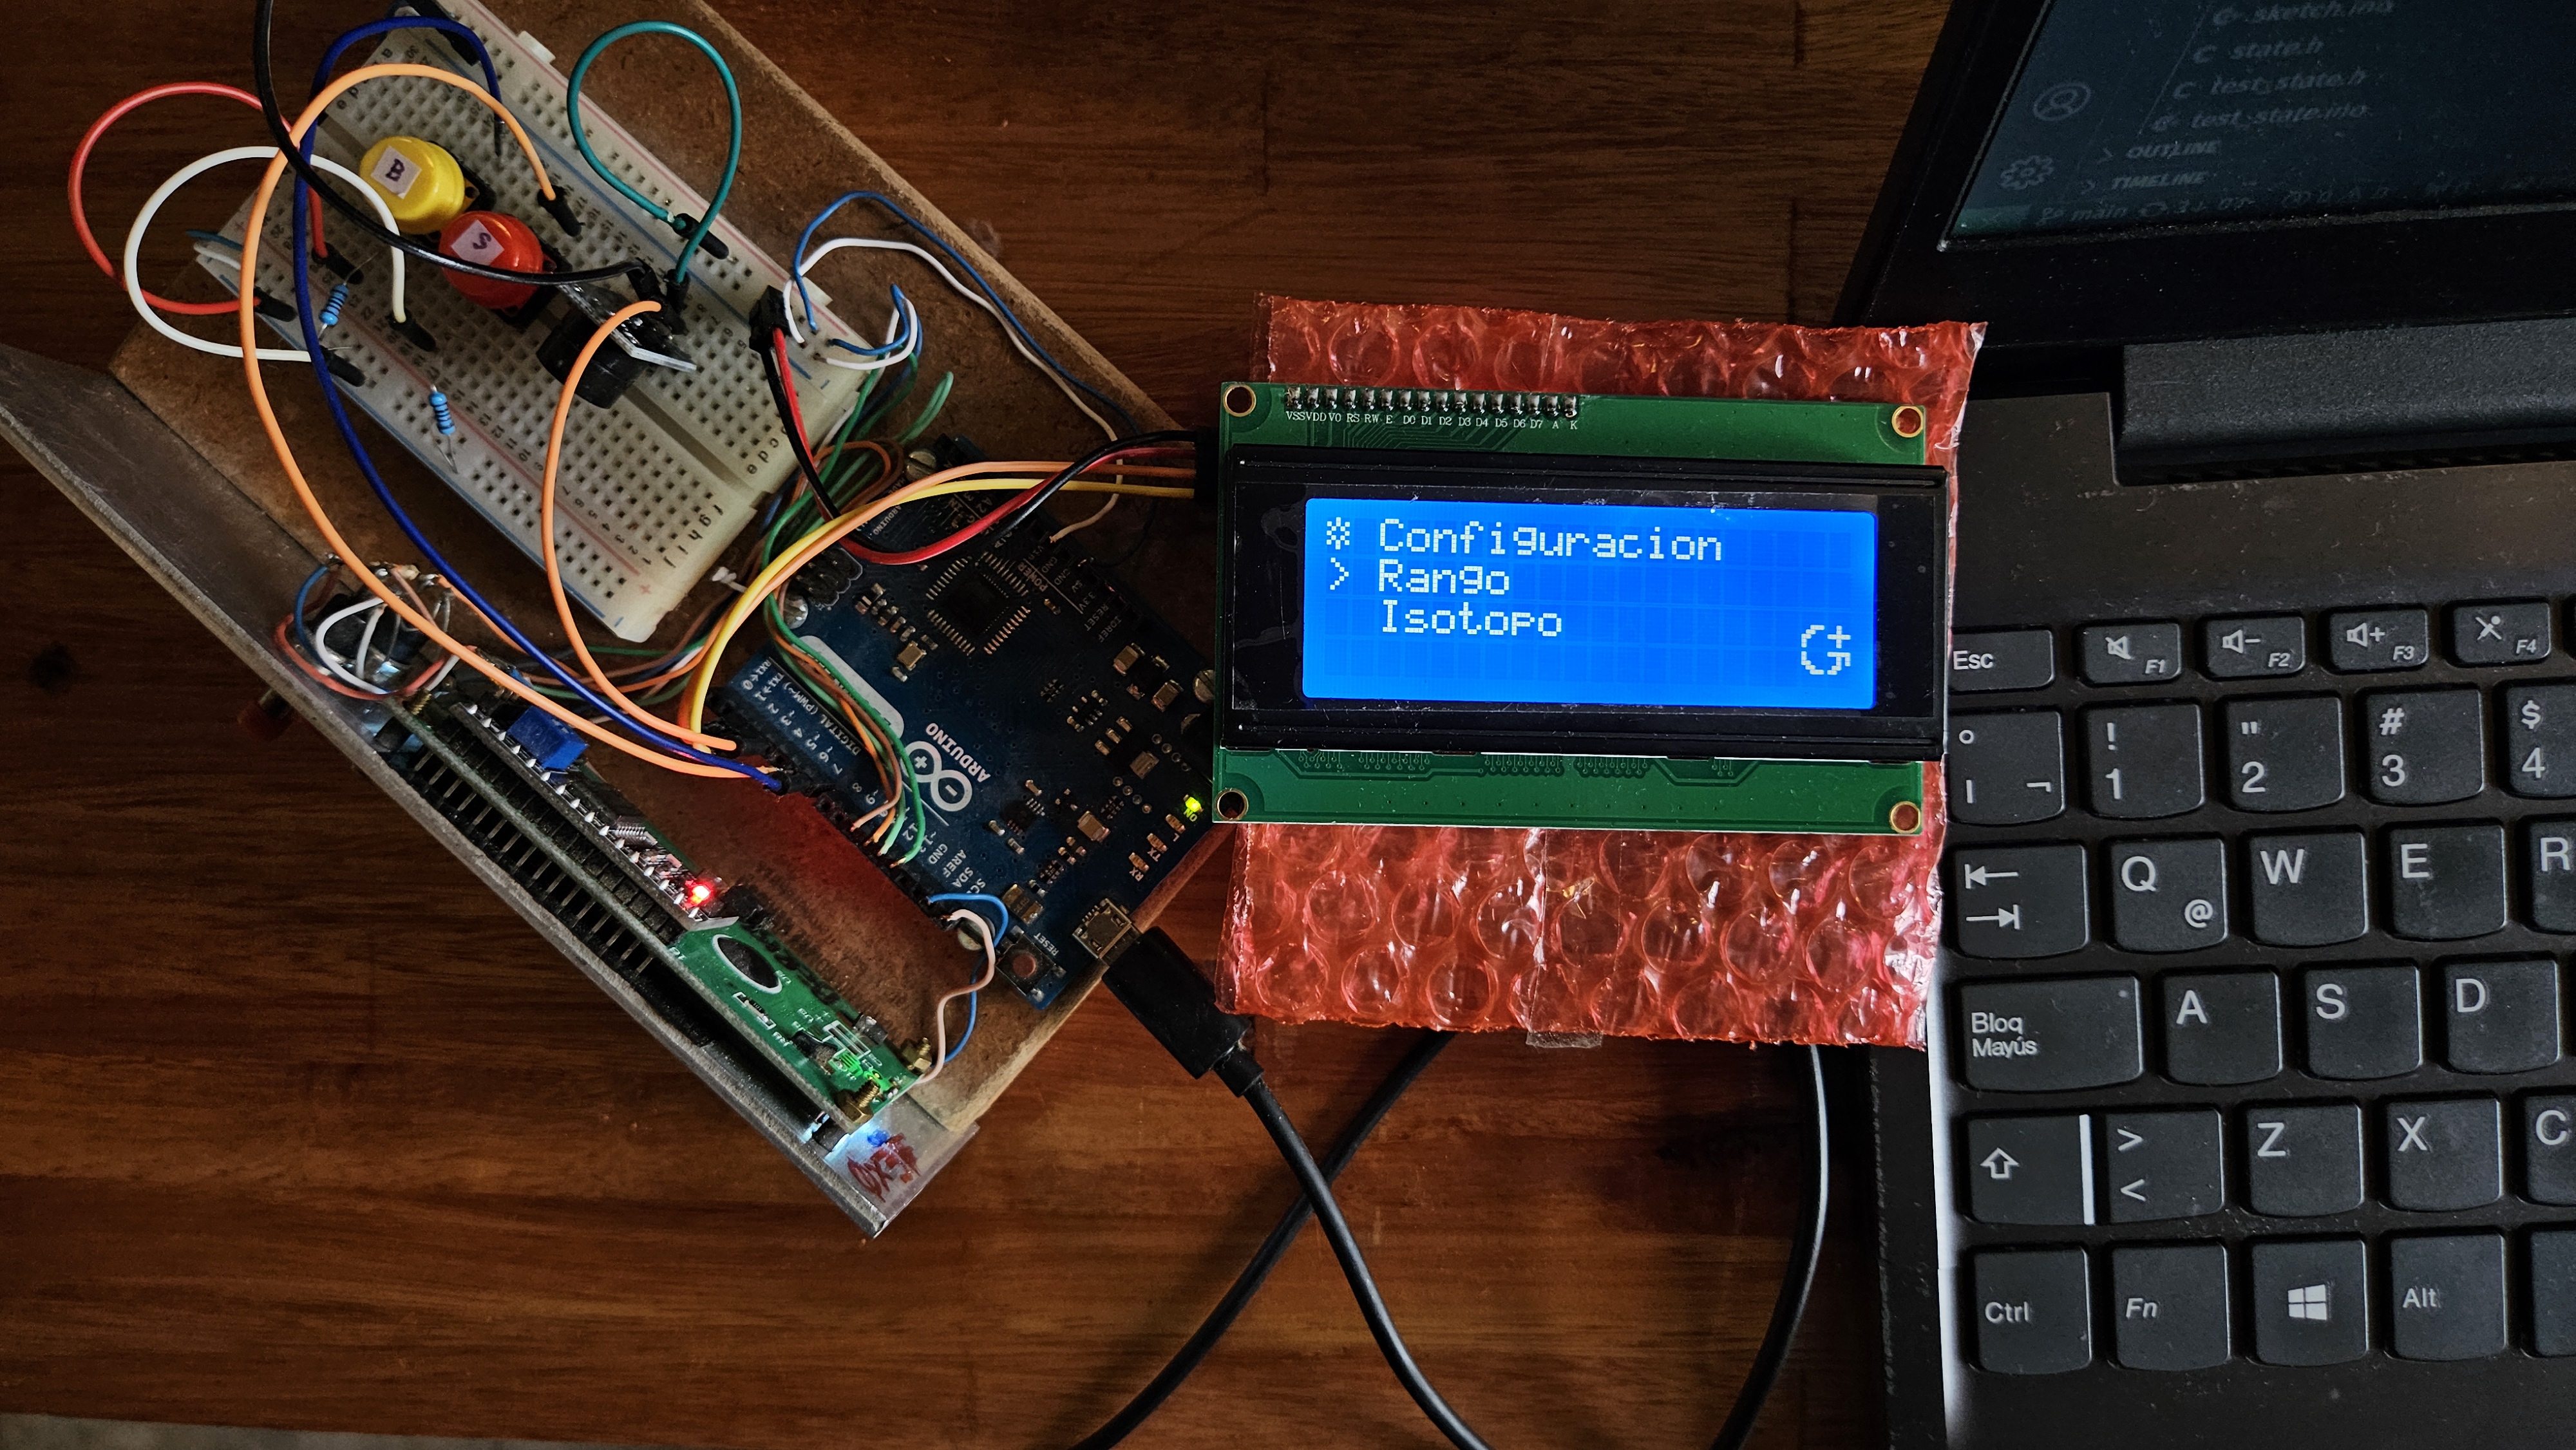 sketch.ino
state.h
test_state.h
test_state.ino
OUTLINE
TIMELINE
main
B
S
VSS VDD VO RS RW E D0 D1 D2 D3 D4 D5 D6 D7 A K
* Configuracion
> Rango
Isotopo
G+
ARDUINO
DIGITAL (PWM~)
POWER
RESET
IOREF
GND
AREF
SDA
ON
TX
RX
RESET
Esc
F1
F2
F3
F4
° | ¬
! 1
" 2
# 3
$ 4
Q @
W
E
R
Bloq Mayús
A
S
D
> <
Z
X
C
Ctrl
Fn
Alt